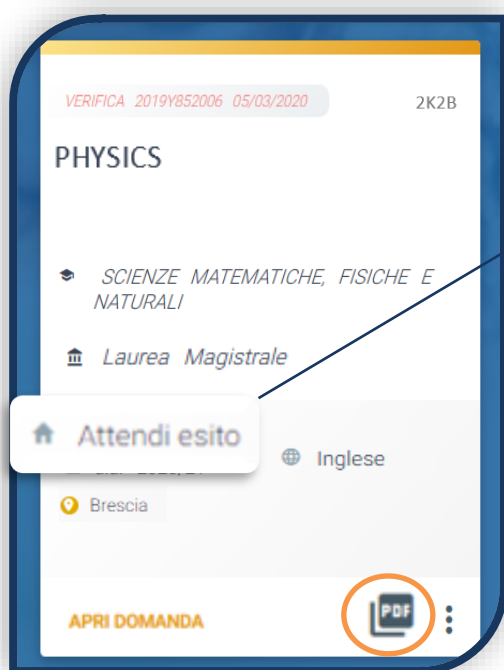 VERIFICA 2019Y852006 05/03/2020
2K2B
PHYSICS
SCIENZE MATEMATICHE, FISICHE E
NATURALI
Laurea Magistrale
Attendi esito
Inglese
Brescia
APRI DOMANDA
PDF